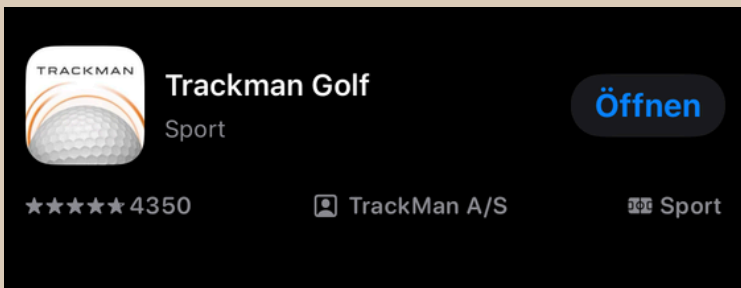 TRACKMAN
Trackman Golf
Sport
Öffnen
★★★★★ 4350
TrackMan A/S
Sport